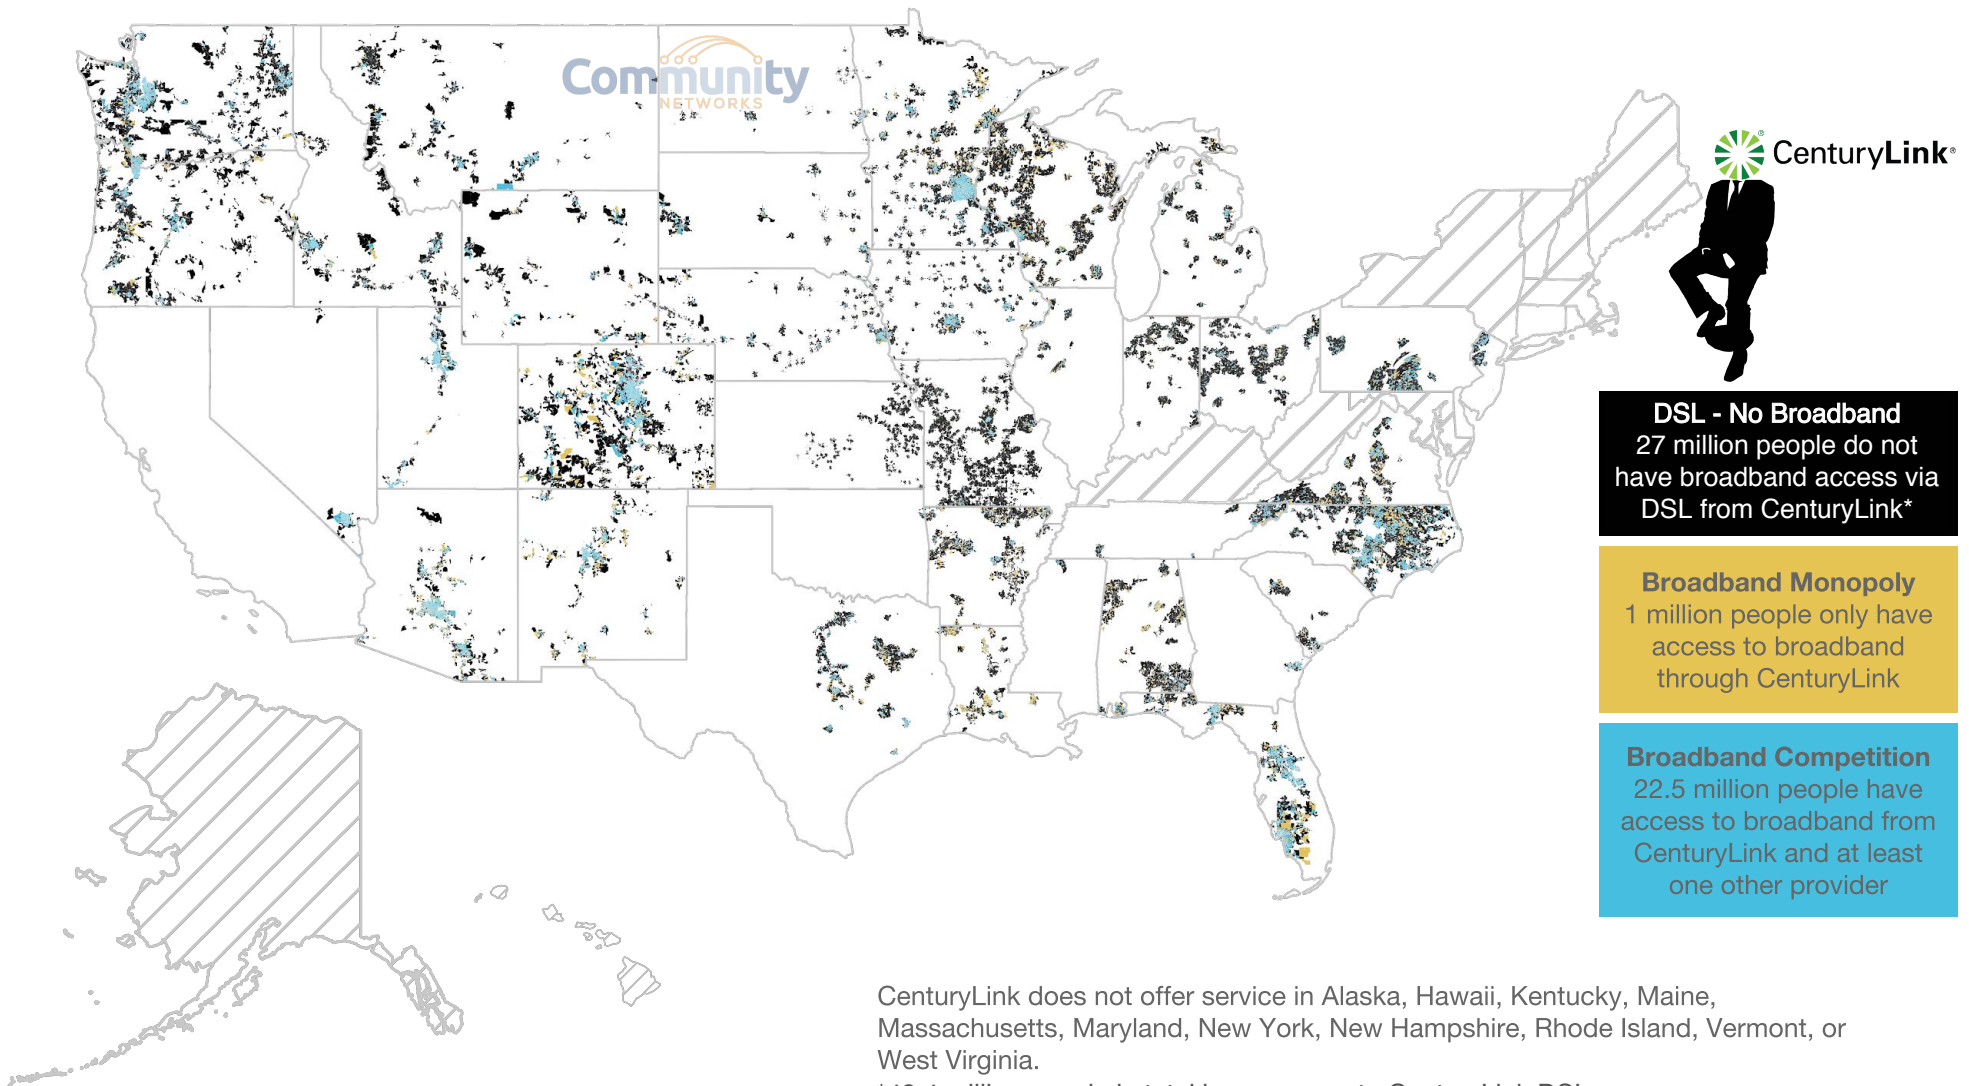 Community
NETWORKS
CenturyLink®
DSL - No Broadband
27 million people do not
have broadband access via
DSL from CenturyLink*
Broadband Monopoly
1 million people only have
access to broadband
through CenturyLink
Broadband Competition
22.5 million people have
access to broadband from
CenturyLink and at least
one other provider
CenturyLink does not offer service in Alaska, Hawaii, Kentucky, Maine,
Massachusetts, Maryland, New York, New Hampshire, Rhode Island, Vermont, or
West Virginia.